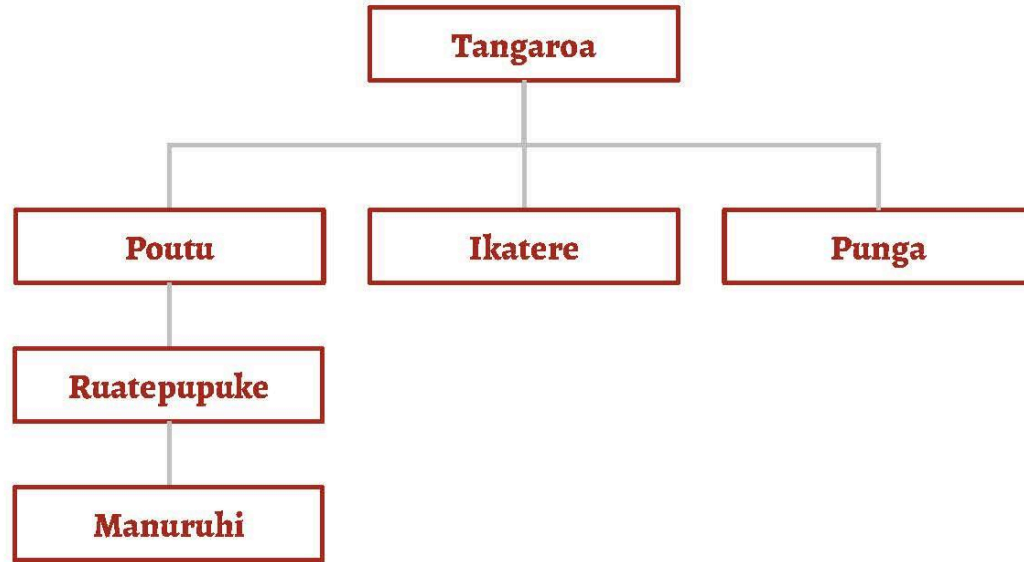 Tangaroa
Poutu
Ikatere
Punga
Ruatepupuke
Manuruhi